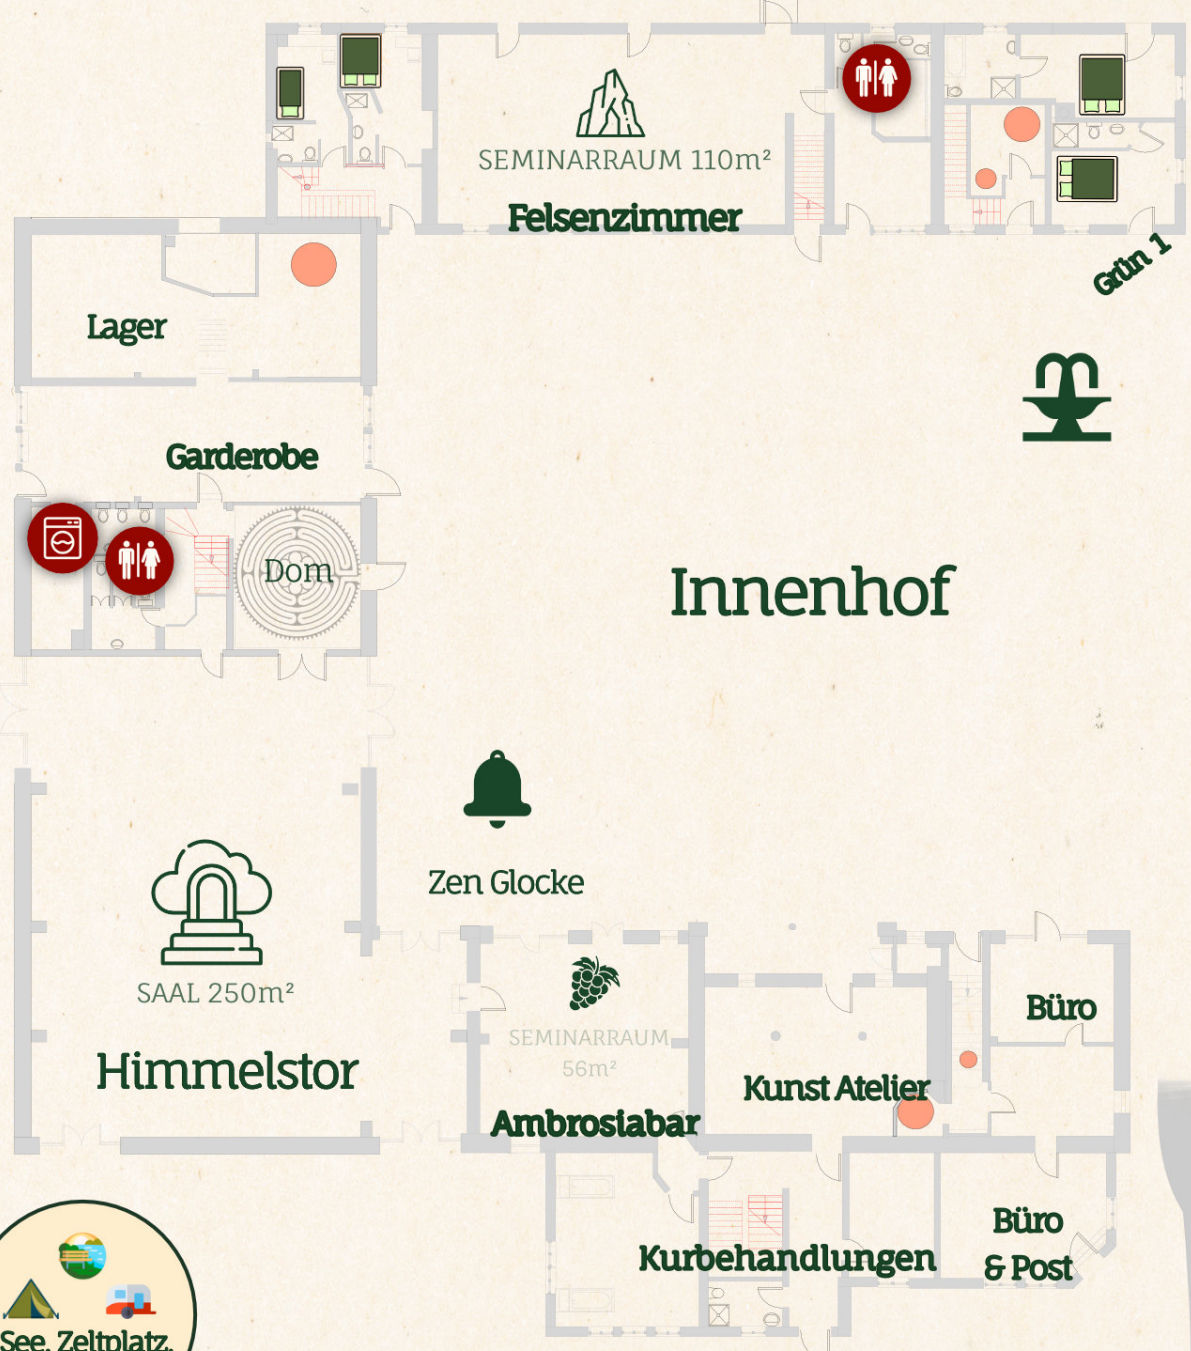 SEMINARRAUM 110m²
Felsenzimmer
Grün 1
Lager
Garderobe
Dom
Innenhof
Zen Glocke
SAAL 250m²
Himmelstor
SEMINARRAUM
56m²
Ambrosiabar
Kunst Atelier
Büro
Kurbehandlungen
Büro
& Post
See, Zeltplatz,